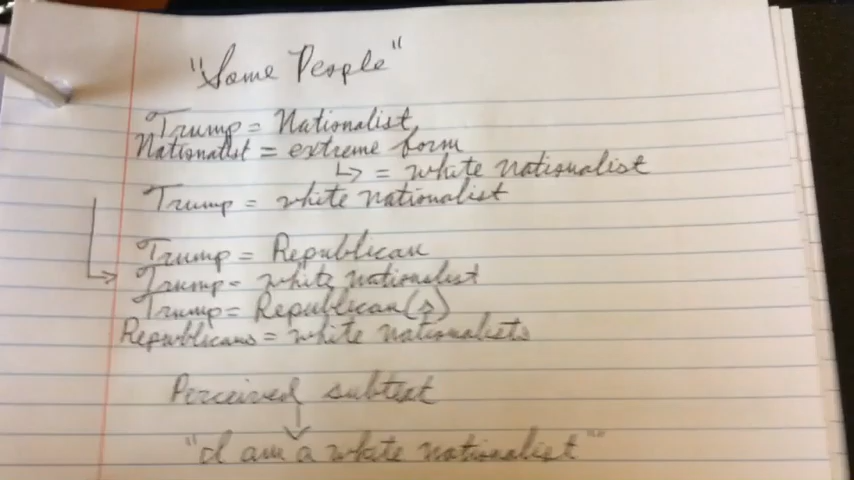 "Some People"
Trump = Nationalist
Nationalist = extreme form
↳ = white nationalist
Trump = white nationalist
Trump = Republican
Trump = white nationalist
Trump = Republican(s)
Republicans = white nationalists
Perceived subtext
"I am a white nationalist"